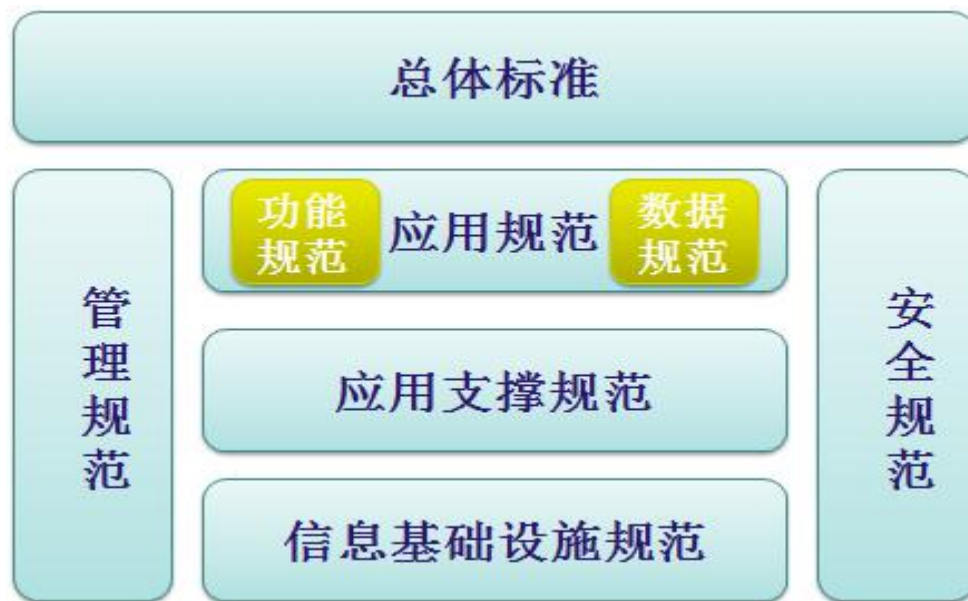 总体标准
管理规范
功能
规范
应用规范
数据
规范
应用支撑规范
信息基础设施规范
安全规范